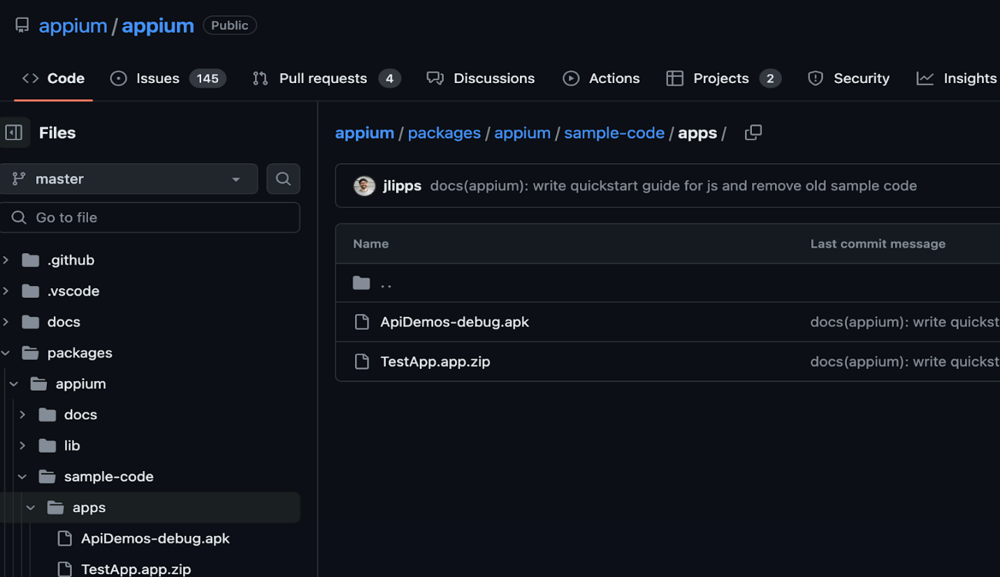 appium / appium Public
Code Issues 145 Pull requests 4 Discussions Actions Projects 2 Security Insights
Files
master
Go to file
.github
.vscode
docs
packages
appium
docs
lib
sample-code
apps
ApiDemos-debug.apk
TestApp.app.zip
appium / packages / appium / sample-code / apps /
jlipps docs(appium): write quickstart guide for js and remove old sample code
Name Last commit message
..
ApiDemos-debug.apk docs(appium): write quickst
TestApp.app.zip docs(appium): write quickst